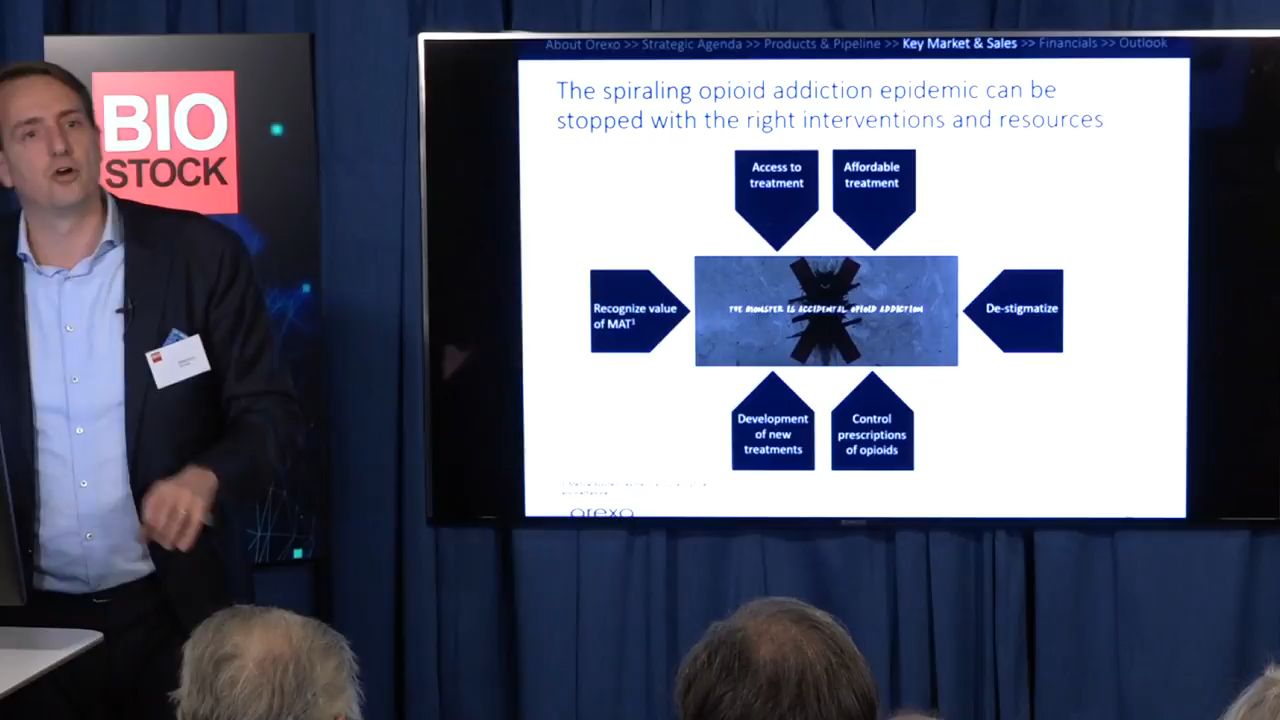 BIO
STOCK
About Orexo >> Strategic Agenda >> Products & Pipeline >> Key Market & Sales >> Financials >> Outlook
The spiraling opioid addiction epidemic can be
stopped with the right interventions and resources
Access to
treatment
Affordable
treatment
Recognize value
of MAT¹
THE MONSTER IS ACCIDENTAL OPIOID ADDICTION
De-stigmatize
Development
of new
treatments
Control
prescriptions
of opioids
orexo